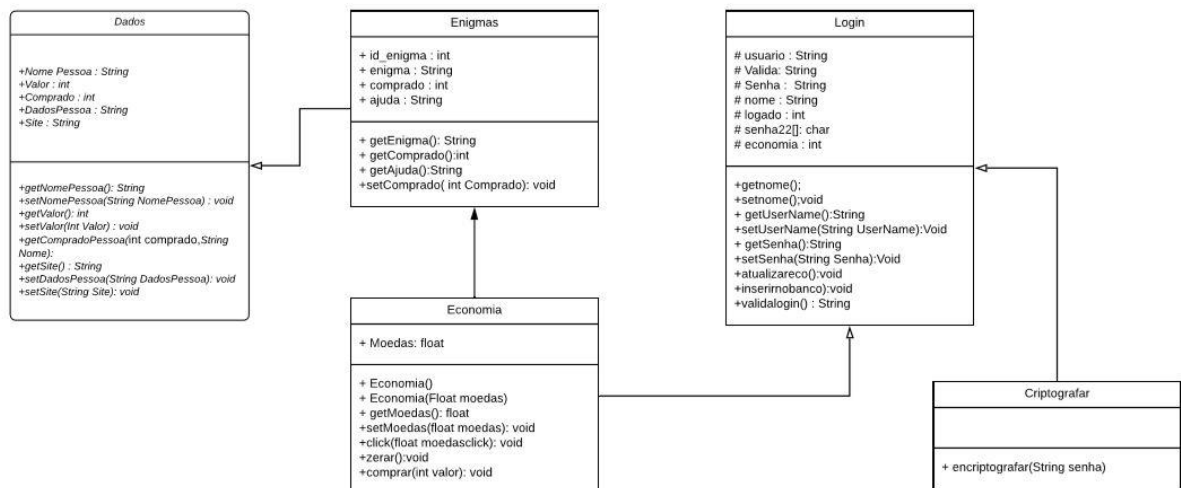 Dados
+Nome Pessoa : String
+Valor : int
+Comprado : int
+DadosPessoa : String
+Site : String
+getNomePessoa(): String
+setNomePessoa(String NomePessoa) : void
+getValor(): int
+setValor(Int Valor) : void
+getCompradoPessoa(int comprado,String
Nome):
+getSite() : String
+setDadosPessoa(String DadosPessoa): void
+setSite(String Site): void
Enigmas
+ id_enigma : int
+ enigma : String
+ comprado : int
+ ajuda : String
+ getEnigma(): String
+ getComprado():int
+ getAjuda():String
+setComprado( int Comprado): void
Login
# usuario : String
# Valida: String
# Senha :  String
# nome : String
# logado : int
# senha22[]: char
# economia : int
+getnome();
+setnome();void
+ getUserName():String
+setUserName(String UserName):Void
+ getSenha():String
+setSenha(String Senha):Void
+atualizareco():void
+inserirnobanco):void
+validalogin() : String
Economia
+ Moedas: float
+ Economia()
+ Economia(Float moedas)
+ getMoedas(): float
+setMoedas(float moedas): void
+click(float moedasclick): void
+zerar():void
+comprar(int valor): void
Criptografar
+ encriptografar(String senha)